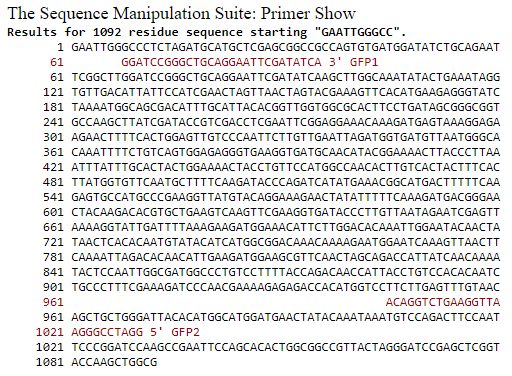 The Sequence Manipulation Suite: Primer Show
Results for 1092 residue sequence starting "GAATTGGGCC".
1 GAATTGGGCCCTCTAGATGCATGCTCGAGCGGCCGCCAGTGTGATGGATATCTGCAGAAT
61 GGATCCGGGCTGCAGGAATTCGATATCA 3' GFP1
61 TCGGCTTGGATCCGGGCTGCAGGAATTCGATATCAAGCTTGGCAAATATACTGAAATAGG
121 TGTTGACATTATTCCATCGAACTAGTTAACTAGTACGAAAGTTCACATGAAGAGGGTATC
181 TAAAATGGCAGCGACATTTGCATTACACGGTTGGTGGCGCACTTCCTGATAGCGGGCGGT
241 GCCAAGCTTATCGATACCGTCGACCTCGAATTCGGAGGAAACAAAGATGAGTAAAGGAGA
301 AGAACTTTTCACTGGAGTTGTCCCAATTCTTGTTGAATTAGATGGTGATGTTAATGGGCA
361 CAAATTTTCTGTCAGTGGAGAGGGTGAAGGTGATGCAACATACGGAAAACTTACCCTTAA
421 ATTTATTTGCACTACTGGAAAACTACCTGTTCCATGGCCAACACTTGTCACTACTTTCAC
481 TTATGGTGTTCAATGCTTTTCAAGATACCCAGATCATATGAAACGGCATGACTTTTTCAA
541 GAGTGCCATGCCCGAAGGTTATGTACAGGAAAGAACTATATTTTTCAAAGATGACGGGAA
601 CTACAAGACACGTGCTGAAGTCAAGTTCGAAGGTGATACCCTTGTTAATAGAATCGAGTT
661 AAAAGGTATTGATTTTAAAGAAGATGGAAACATTCTTGGACACAAATTGGAATACAACTA
721 TAACTCACACAATGTATACATCATGGCGGACAAACAAAAGAATGGAATCAAAGTTAACTT
781 CAAAATTAGACACAACATTGAAGATGGAAGCGTTCAACTAGCAGACCATTATCAACAAAA
841 TACTCCAATTGGCGATGGCCCTGTCCTTTTACCAGACAACCATTACCTGTCCACACAATC
901 TGCCCTTTCGAAAGATCCCAACGAAAAGAGAGACCACATGGTCCTTCTTGAGTTTGTAAC
961 ACAGGTCTGAAGGTTA
961 AGCTGCTGGGATTACACATGGCATGGATGAACTATACAAATAAATGTCCAGACTTCCAAT
1021 AGGGCCTAGG 5' GFP2
1021 TCCCGGATCCAAGCCGAATTCCAGCACACTGGCGGCCGTTACTAGGGATCCGAGCTCGGT
1081 ACCAAGCTGGCG